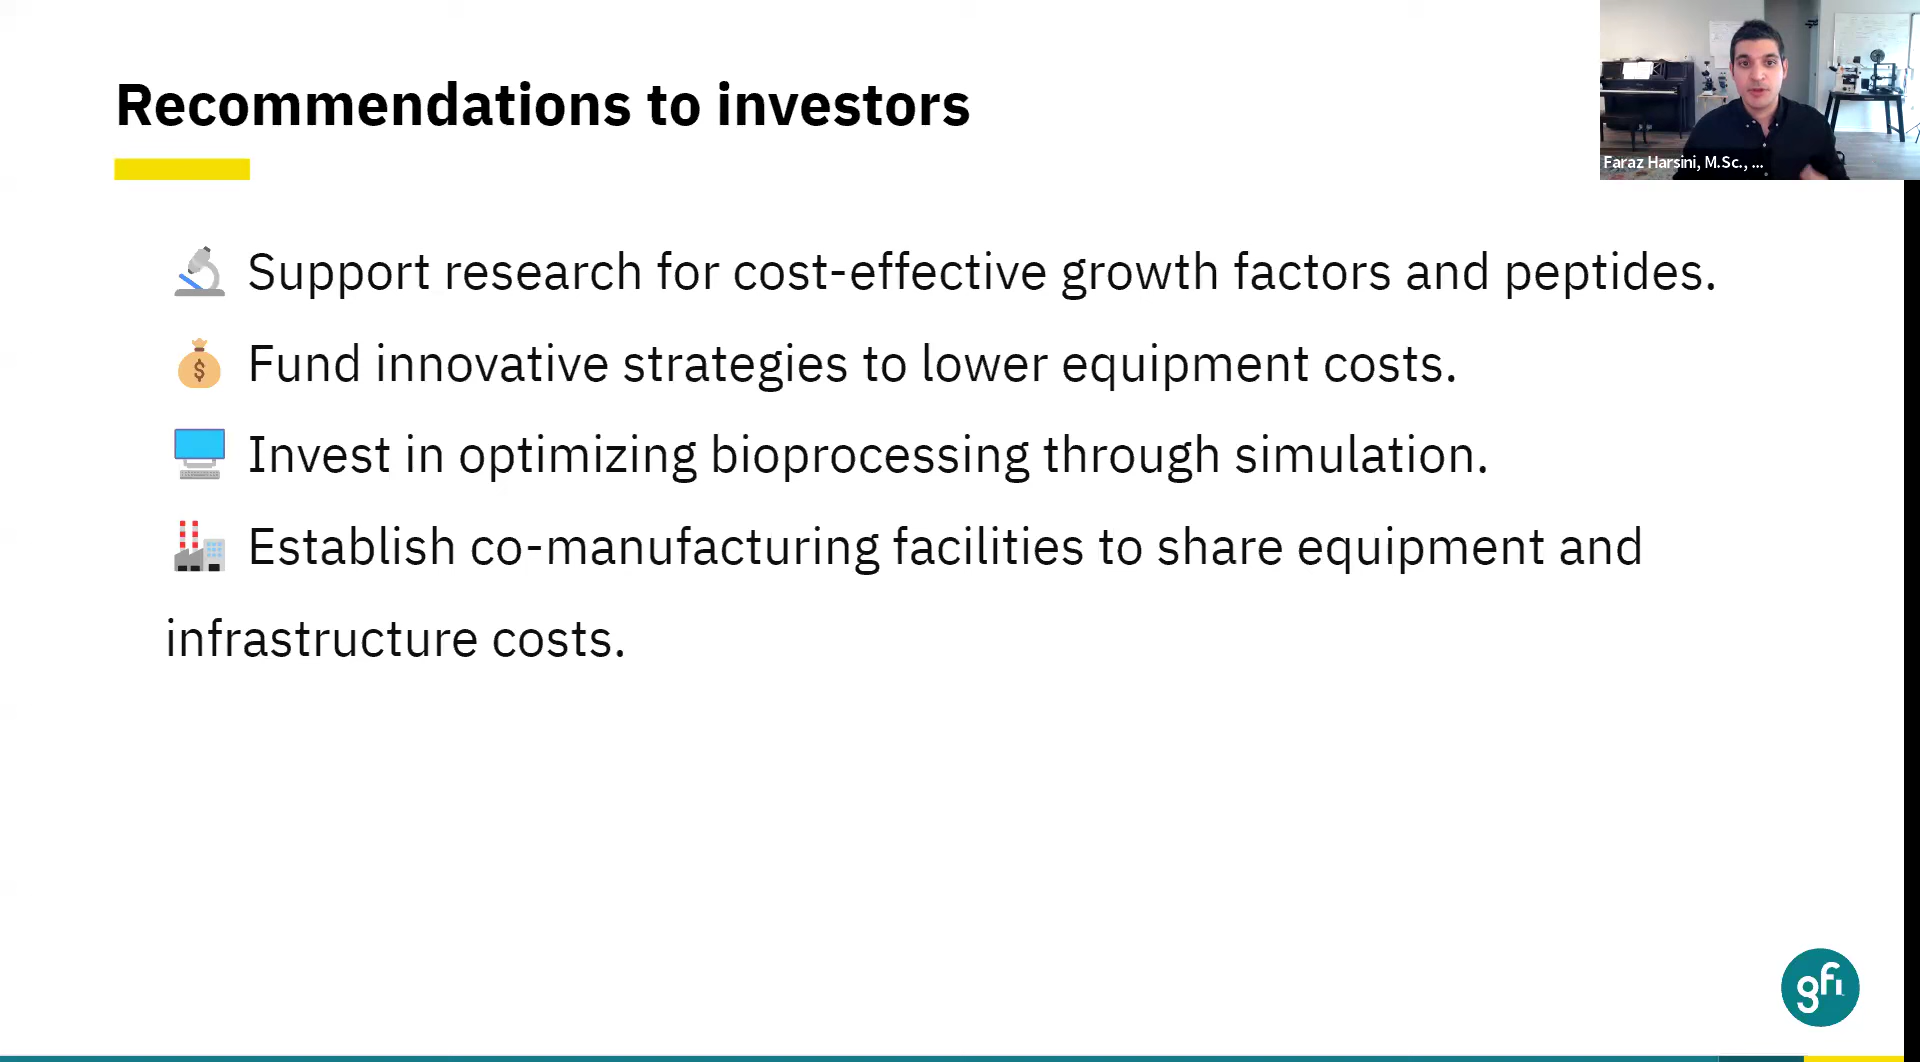 Recommendations to investors
Faraz Harsini, M.Sc., ...
Support research for cost-effective growth factors and peptides.
Fund innovative strategies to lower equipment costs.
Invest in optimizing bioprocessing through simulation.
Establish co-manufacturing facilities to share equipment and
infrastructure costs.
gfi